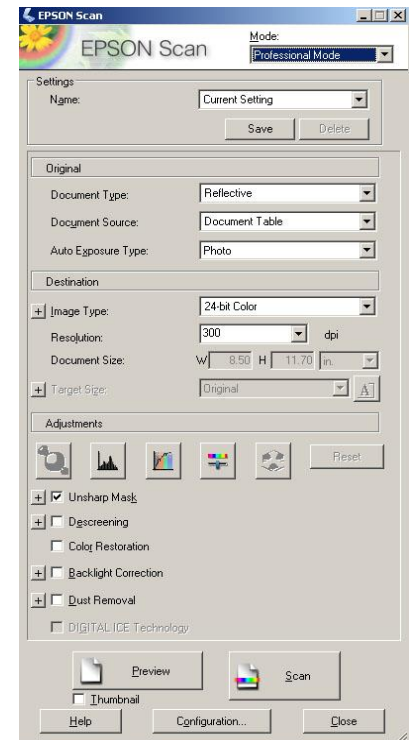 EPSON Scan
EPSON Scan
Mode:
Professional Mode
Settings
Name: Current Setting
Save Delete
Original
Document Type: Reflective
Document Source: Document Table
Auto Exposure Type: Photo
Destination
+ Image Type: 24-bit Color
Resolution: 300 dpi
Document Size: W 8.50 H 11.70 in.
+ Target Size: Original A
Adjustments
Reset
+ Unsharp Mask
+ Descreening
Color Restoration
+ Backlight Correction
+ Dust Removal
DIGITAL ICE Technology
Preview Scan
Thumbnail
Help Configuration... Close